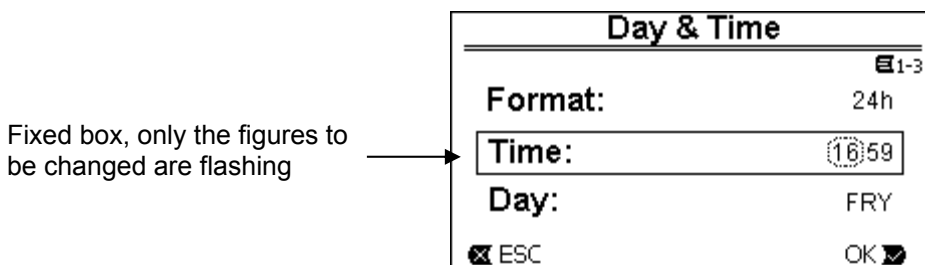 Day & Time
1-3
Format: 24h
Fixed box, only the figures to
be changed are flashing
Time: 16:59
Day: FRY
ESC OK